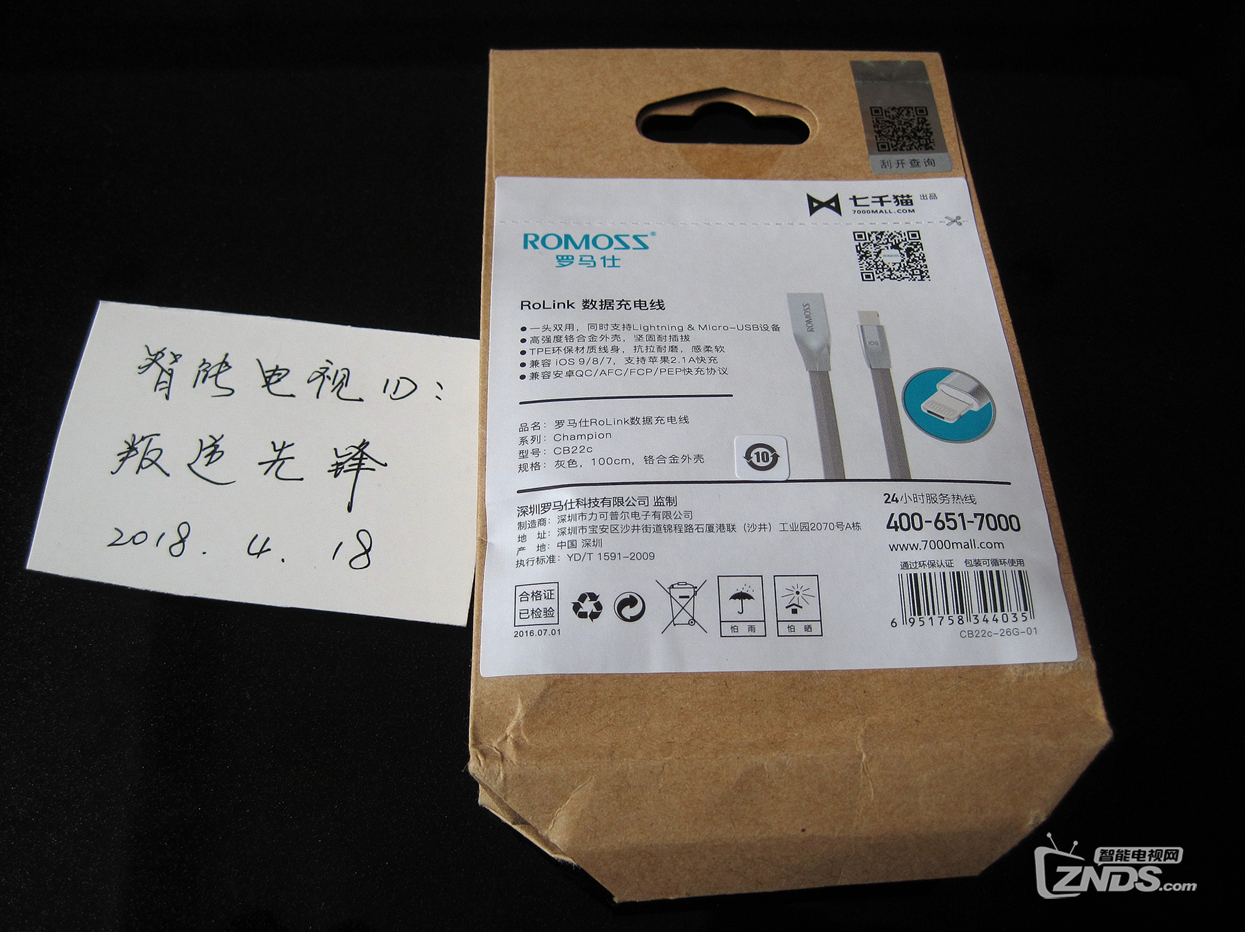 刮开查询
七千猫 出品
7000MALL.COM
ROMOSS®
罗马仕
RoLink 数据充电线
●一头双用，同时支持Lightning & Micro-USB设备
●高强度铬合金外壳，坚固耐插拔
●TPE环保材质线身，抗拉耐磨，感柔软
●兼容 iOS 9/8/7，支持苹果2.1A快充
●兼容安卓QC/AFC/FCP/PEP快充协议
ROMOSS
iOS
品名：罗马仕RoLink数据充电线
系列：Champion
型号：CB22c
规格：灰色，100cm，铬合金外壳
10
深圳罗马仕科技有限公司 监制
制造商：深圳市力可普尔电子有限公司
地 址：深圳市宝安区沙井街道锦程路石厦港联（沙井）工业园2070号A栋
产 地：中国 深圳
执行标准：YD/T 1591-2009
24小时服务热线
400-651-7000
www.7000mall.com
通过环保认证 包装可循环使用
合格证
已检验
2016.07.01
怕雨
怕晒
6 951758 344035
CB22c-26G-01
智能电视ID：
叛逆先锋
2018.4.18
智能电视网
ZNDS.com